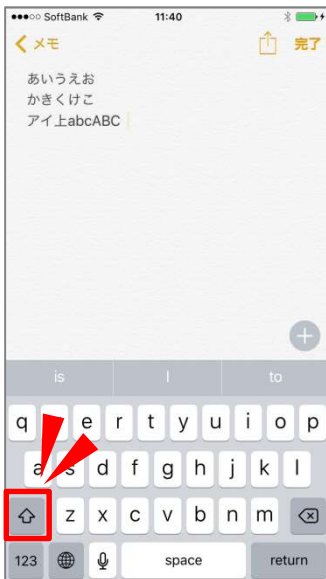 SoftBank 11:40
メモ 完了
あいうえお
かきくけこ
アイ上abcABC
is I to
q e r t y u i o p
a s d f g h j k l
z x c v b n m
123 space return